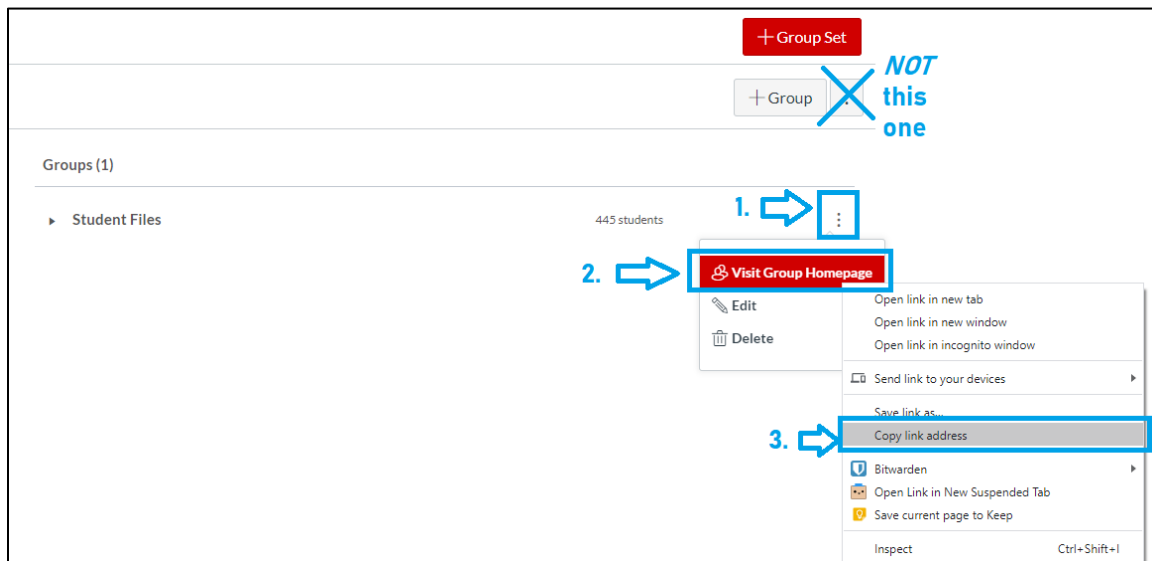 + Group Set
NOT
this
one
+ Group
Groups (1)
Student Files
445 students
1.
2.
Visit Group Homepage
Edit
Delete
Open link in new tab
Open link in new window
Open link in incognito window
Send link to your devices
Save link as...
3.
Copy link address
Bitwarden
Open Link in New Suspended Tab
Save current page to Keep
Inspect Ctrl+Shift+I